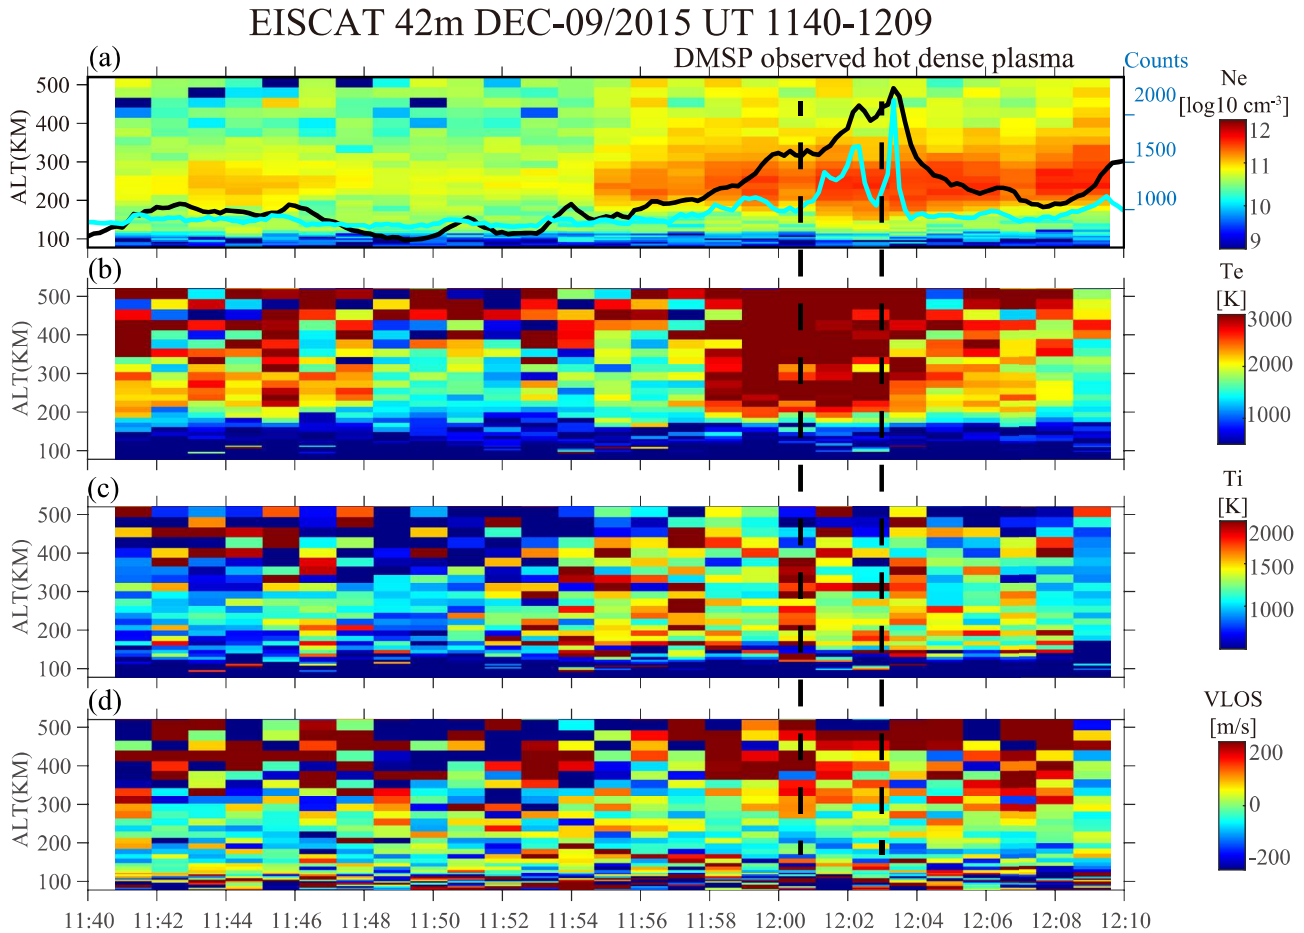 EISCAT 42m DEC-09/2015 UT 1140-1209
(a)
DMSP observed hot dense plasma
Counts
ALT(KM)
500
400
300
200
100
2000
1500
1000
Ne
[log10 cm-3]
12
11
10
9
(b)
ALT(KM)
500
400
300
200
100
Te
[K]
3000
2000
1000
(c)
ALT(KM)
500
400
300
200
100
Ti
[K]
2000
1500
1000
(d)
ALT(KM)
500
400
300
200
100
VLOS
[m/s]
200
0
-200
11:40 11:42 11:44 11:46 11:48 11:50 11:52 11:54 11:56 11:58 12:00 12:02 12:04 12:06 12:08 12:10